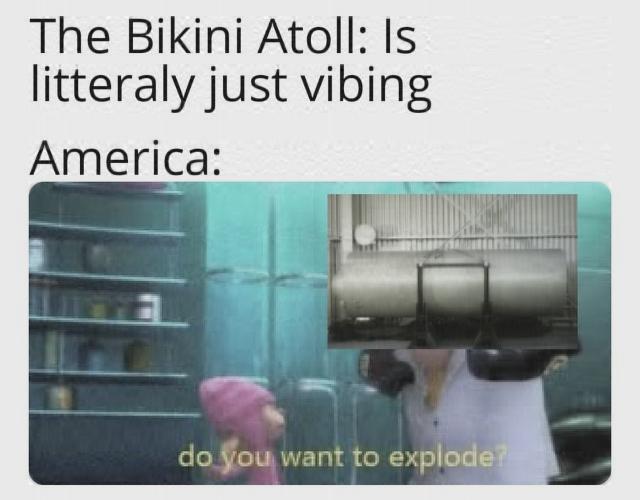 The Bikini Atoll: Is
litteraly just vibing
America:
do you want to explode?